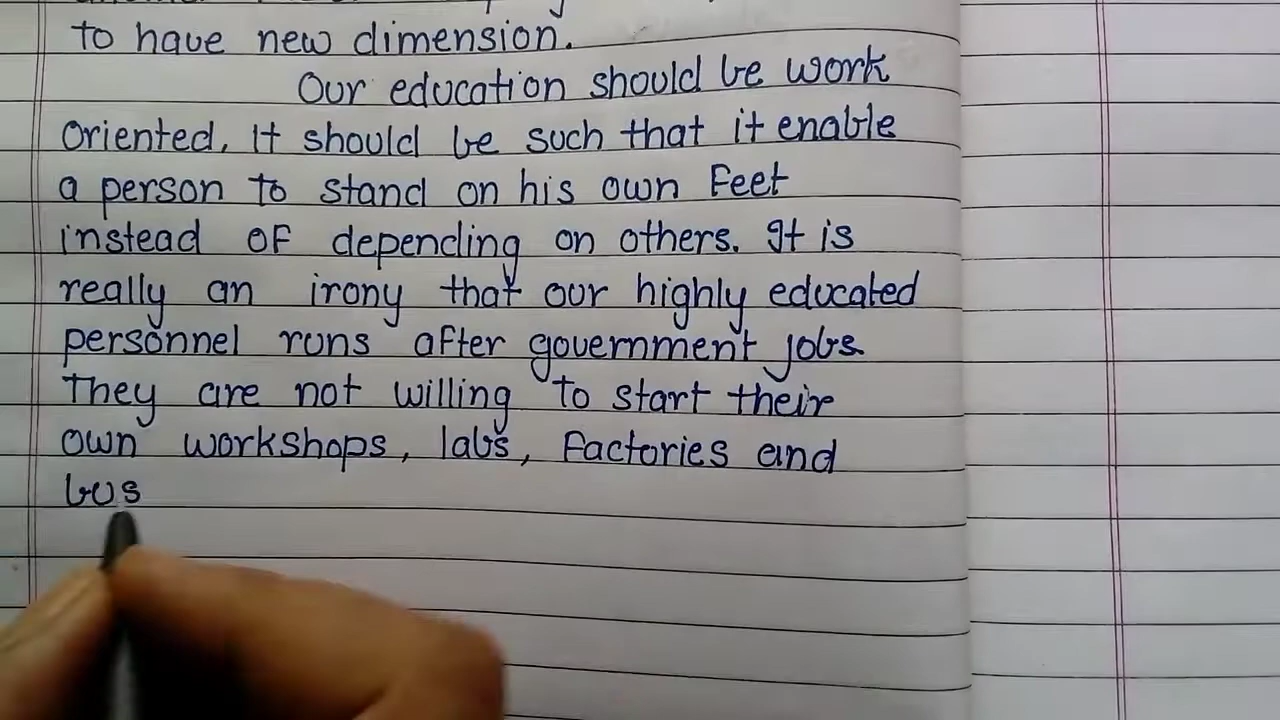 to have new dimension.
Our education should be work
oriented. It should be such that it enable
a person to stand on his own feet
instead of depending on others. It is
really an irony that our highly educated
personnel runs after government jobs.
They are not willing to start their
own workshops, labs, factories and
bus